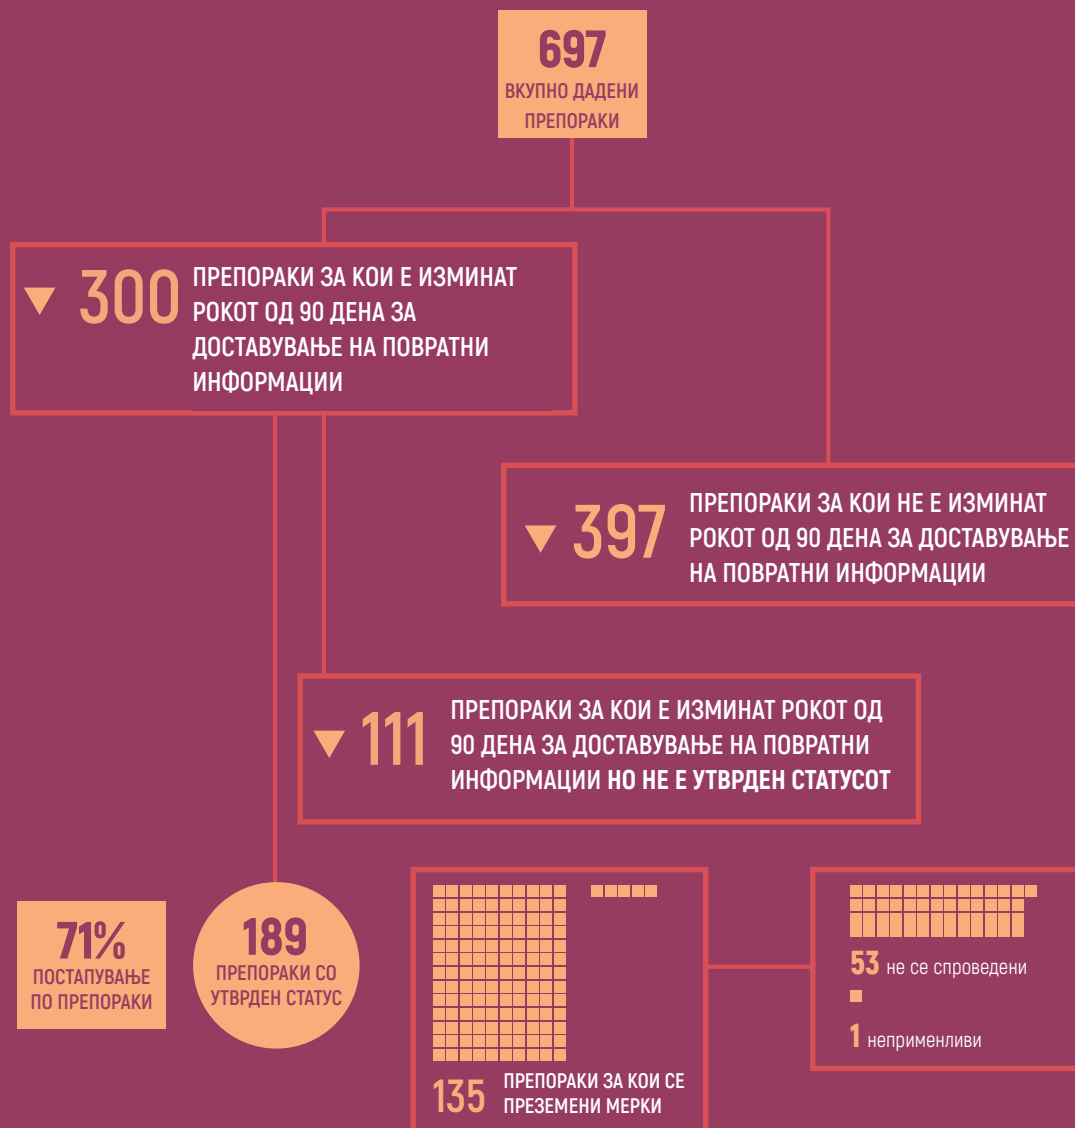 697
ВКУПНО ДАДЕНИ
ПРЕПОРАКИ
300
ПРЕПОРАКИ ЗА КОИ Е ИЗМИНАТ
РОКОТ ОД 90 ДЕНА ЗА
ДОСТАВУВАЊЕ НА ПОВРАТНИ
ИНФОРМАЦИИ
397
ПРЕПОРАКИ ЗА КОИ НЕ Е ИЗМИНАТ
РОКОТ ОД 90 ДЕНА ЗА ДОСТАВУВАЊЕ
НА ПОВРАТНИ ИНФОРМАЦИИ
111
ПРЕПОРАКИ ЗА КОИ Е ИЗМИНАТ РОКОТ ОД
90 ДЕНА ЗА ДОСТАВУВАЊЕ НА ПОВРАТНИ
ИНФОРМАЦИИ НО НЕ Е УТВРДЕН СТАТУСОТ
71%
ПОСТАПУВАЊЕ
ПО ПРЕПОРАКИ
189
ПРЕПОРАКИ СО
УТВРДЕН СТАТУС
135
ПРЕПОРАКИ ЗА КОИ СЕ
ПРЕЗЕМЕНИ МЕРКИ
53 не се спроведени
1 неприменливи